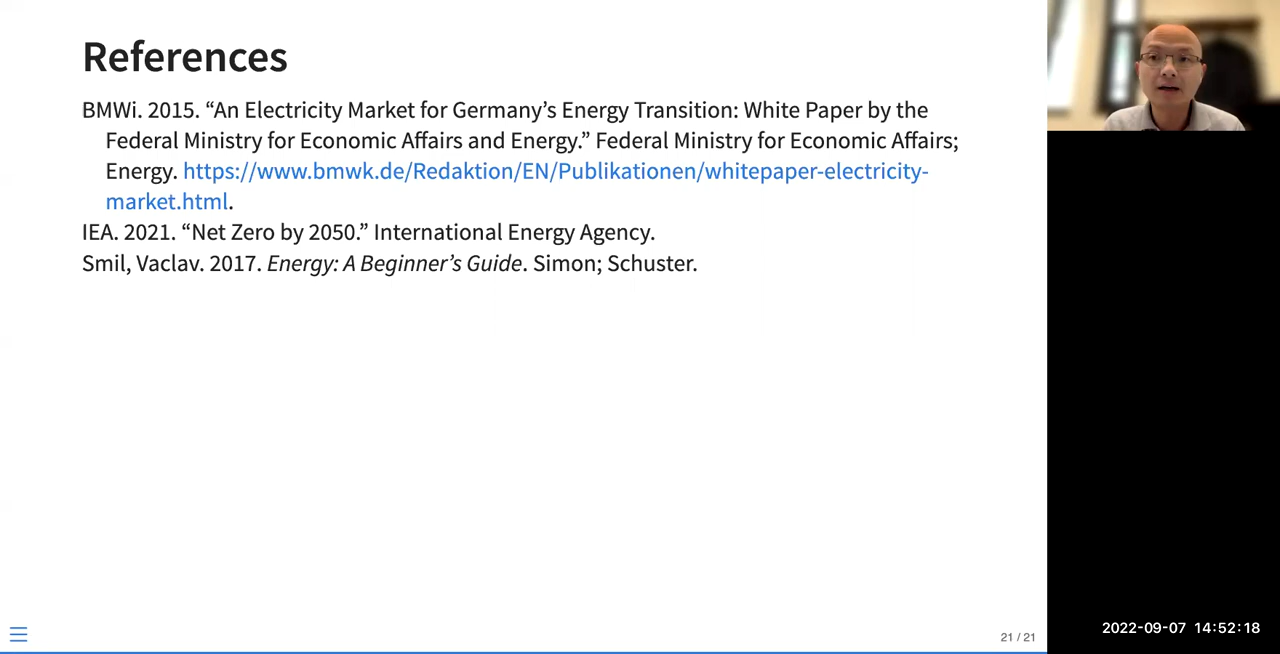 References
BMWi. 2015. “An Electricity Market for Germany’s Energy Transition: White Paper by the
Federal Ministry for Economic Affairs and Energy.” Federal Ministry for Economic Affairs;
Energy. https://www.bmwk.de/Redaktion/EN/Publikationen/whitepaper-electricity-
market.html.
IEA. 2021. “Net Zero by 2050.” International Energy Agency.
Smil, Vaclav. 2017. Energy: A Beginner’s Guide. Simon; Schuster.
21 / 21
2022-09-07 14:52:18